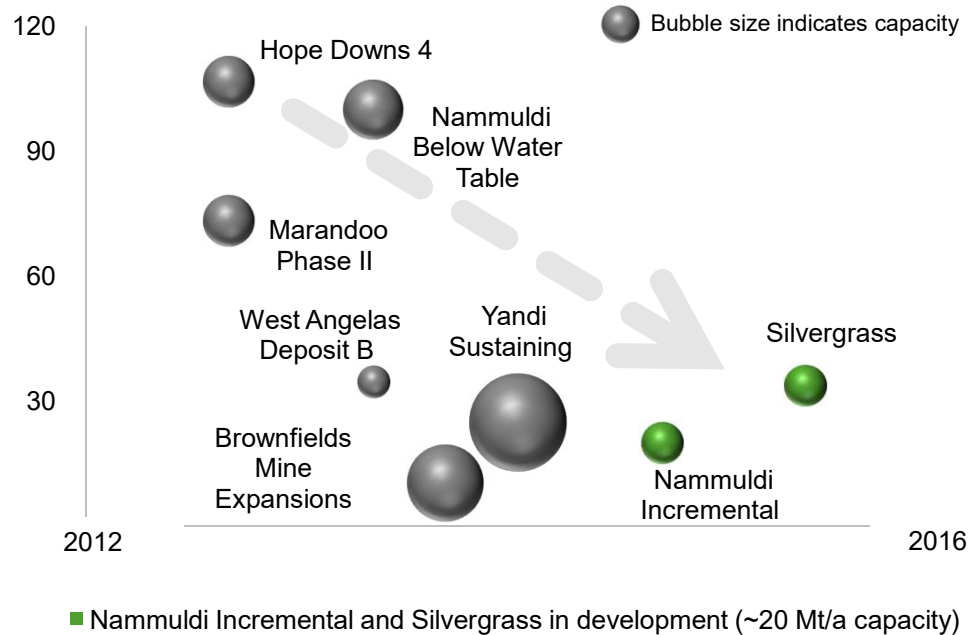 120
Bubble size indicates capacity
Hope Downs 4
90
Nammuldi
Below Water
Table
Marandoo
Phase II
60
West Angelas
Deposit B
Yandi
Sustaining
Silvergrass
30
Brownfields
Mine
Expansions
Nammuldi
Incremental
2012
2016
Nammuldi Incremental and Silvergrass in development (~20 Mt/a capacity)